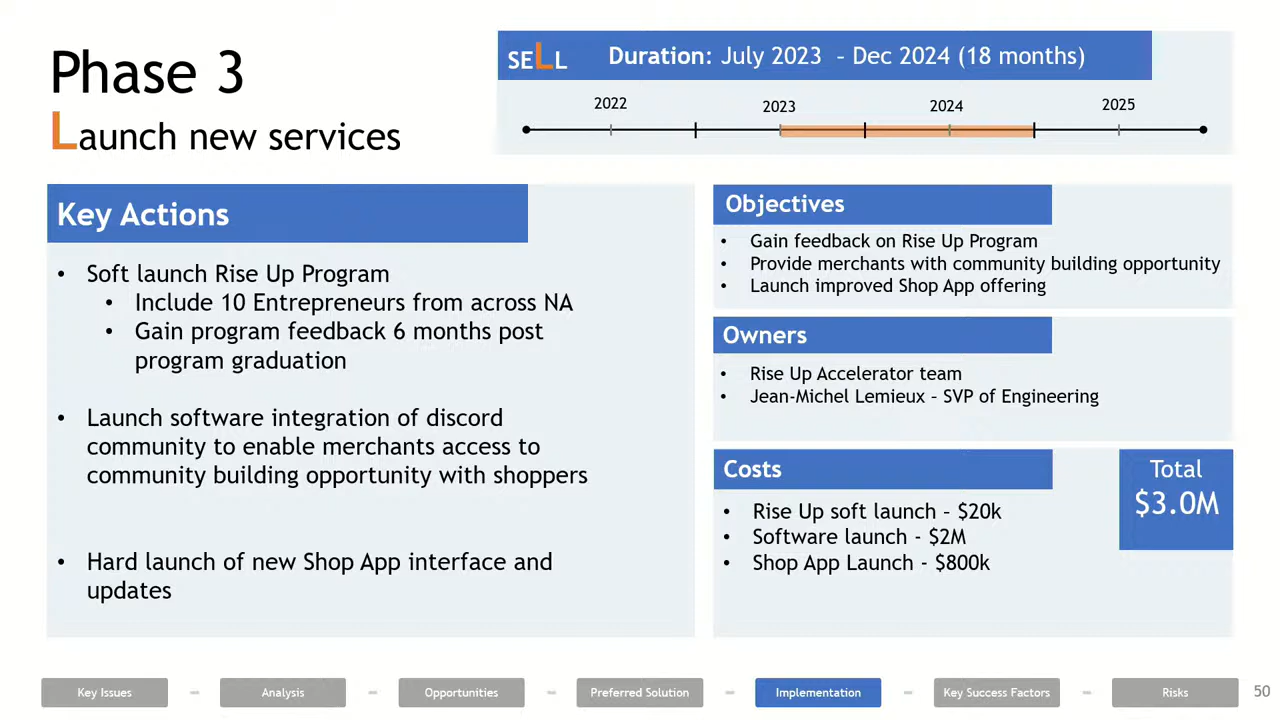 Phase 3
Launch new services
SELL
Duration: July 2023 – Dec 2024 (18 months)
2022
2023
2024
2025
Key Actions
• Soft launch Rise Up Program
• Include 10 Entrepreneurs from across NA
• Gain program feedback 6 months post
program graduation
• Launch software integration of discord
community to enable merchants access to
community building opportunity with shoppers
• Hard launch of new Shop App interface and
updates
Objectives
• Gain feedback on Rise Up Program
• Provide merchants with community building opportunity
• Launch improved Shop App offering
Owners
• Rise Up Accelerator team
• Jean-Michel Lemieux – SVP of Engineering
Costs
• Rise Up soft launch – $20k
• Software launch - $2M
• Shop App Launch - $800k
Total
$3.0M
Key Issues
Analysis
Opportunities
Preferred Solution
Implementation
Key Success Factors
Risks
50